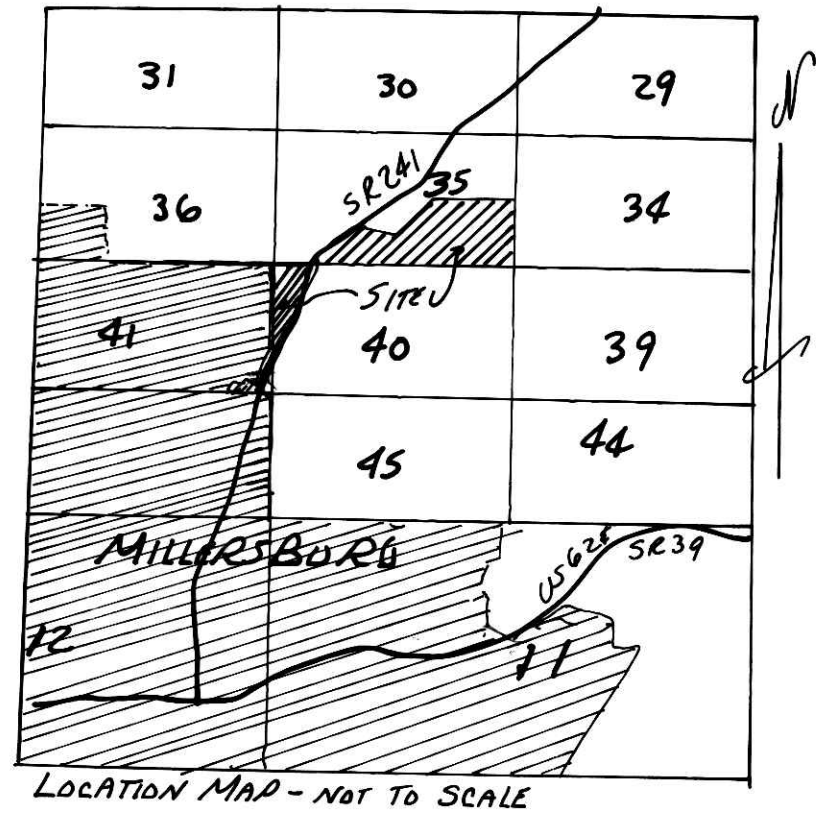 31 30 29
N
36 SR241 35 34
SITE
41 40 39
45 44
MILLERSBURG
US62 SR39
12 11
LOCATION MAP - NOT TO SCALE